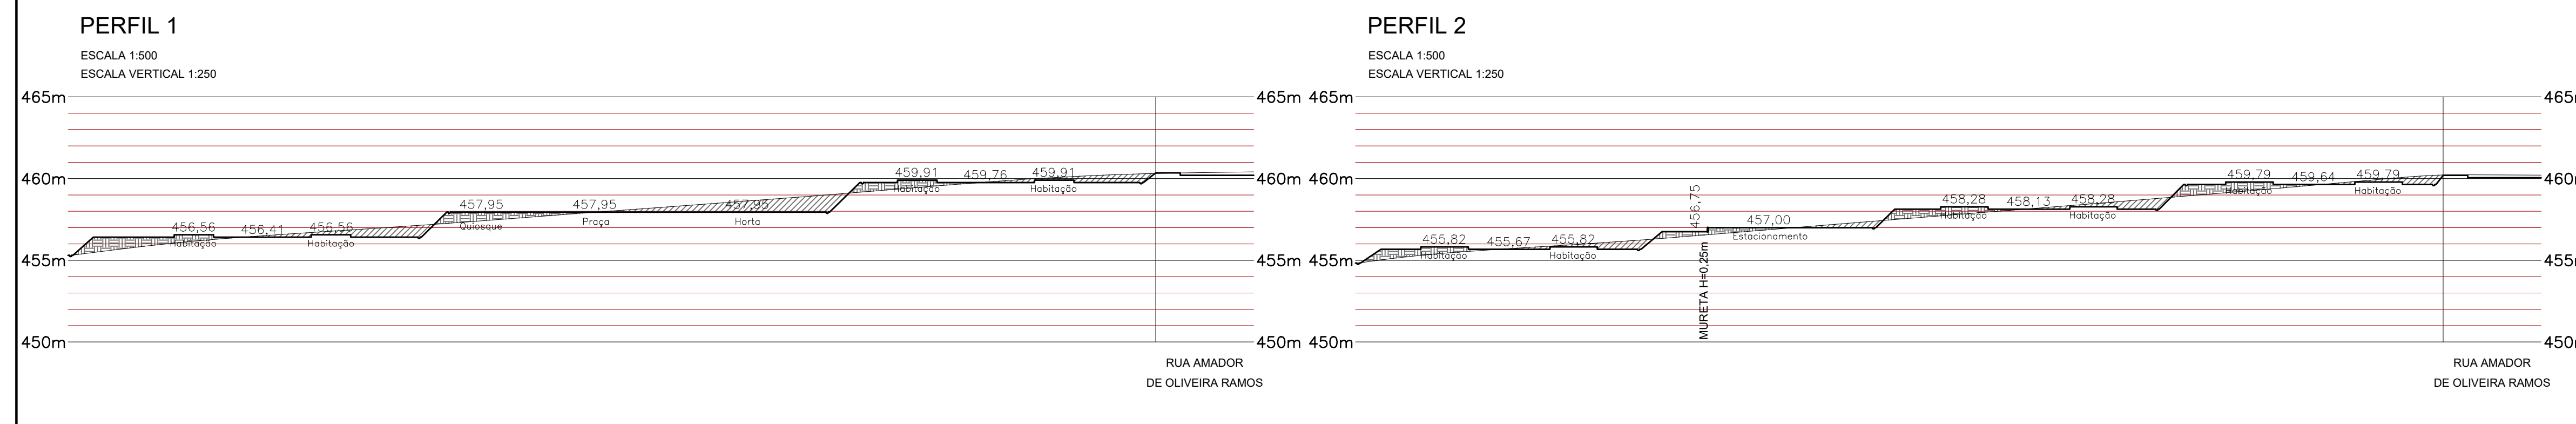 PERFIL 1
ESCALA 1:500
ESCALA VERTICAL 1:250
465m 465m
460m 460m
455m 455m
450m 450m
456,56 456,41 456,56
Habitação Habitação
457,95 457,95 457,95
Quiosque Praça Horta
459,91 459,76 459,91
Habitação Habitação
RUA AMADOR
DE OLIVEIRA RAMOS
PERFIL 2
ESCALA 1:500
ESCALA VERTICAL 1:250
465m 465m
460m 460m
455m 455m
450m 450m
455,82 455,67 455,82
Habitação Habitação
456,75
MURETA H=0,25m
457,00
Estacionamento
458,28 458,13 458,28
Habitação Habitação
459,79 459,64 459,79
Habitação Habitação
RUA AMADOR
DE OLIVEIRA RAMOS